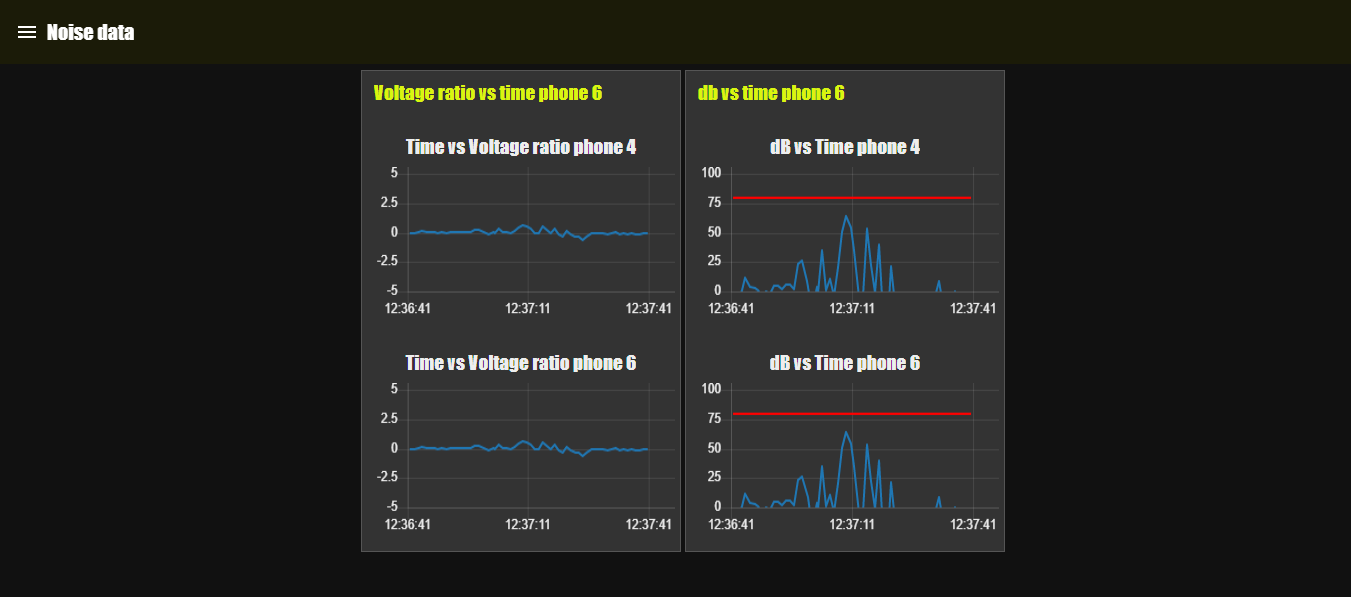 Noise data
Voltage ratio vs time phone 6
Time vs Voltage ratio phone 4
5
2.5
0
-2.5
-5
12:36:41 12:37:11 12:37:41
Time vs Voltage ratio phone 6
5
2.5
0
-2.5
-5
12:36:41 12:37:11 12:37:41
db vs time phone 6
dB vs Time phone 4
100
75
50
25
0
12:36:41 12:37:11 12:37:41
dB vs Time phone 6
100
75
50
25
0
12:36:41 12:37:11 12:37:41